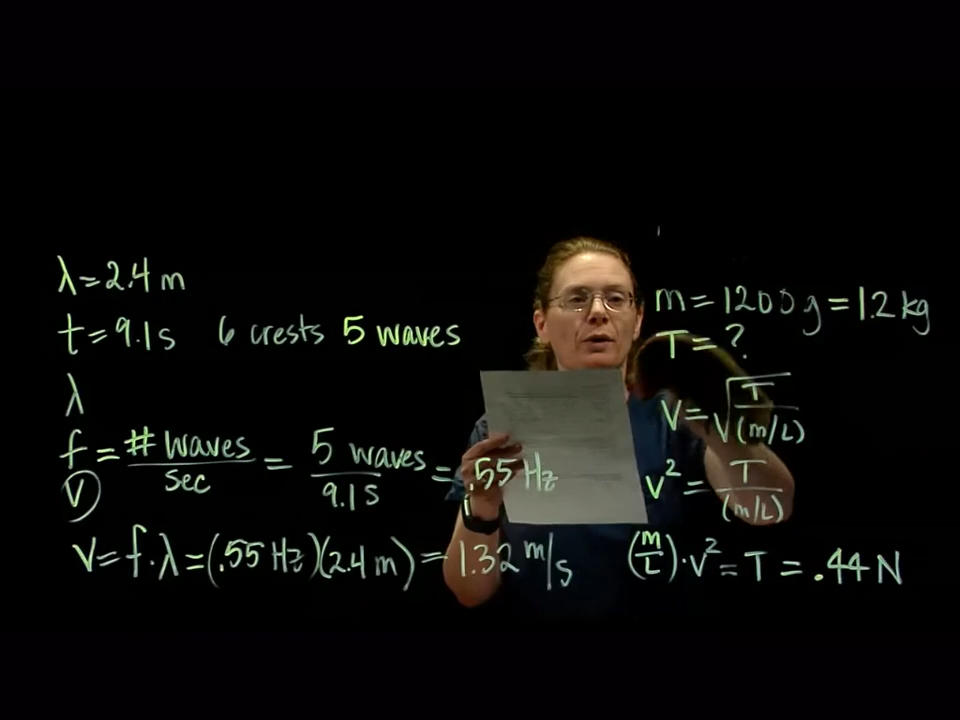 λ = 2.4 m
t = 9.1 s 6 crests 5 waves
λ
f = # waves / sec = 5 waves / 9.1 s = .55 Hz
v
v = f · λ = (.55 Hz)(2.4 m) = 1.32 m/s
m = 1200 g = 1.2 kg
T = ?
v = √(T / (m/L))
v² = T / (m/L)
(m/L) · v² = T = .44 N